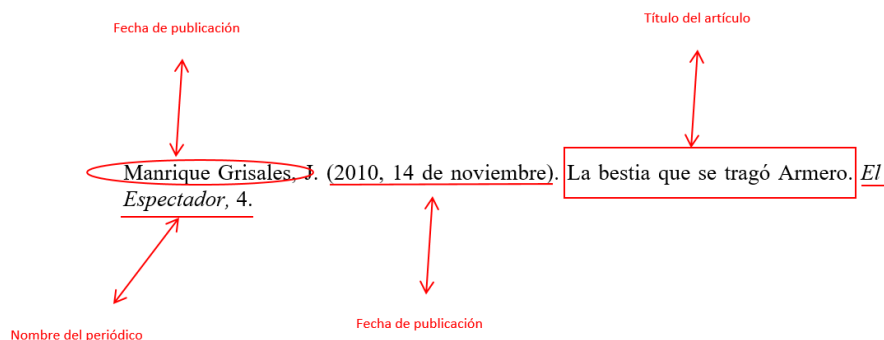 Fecha de publicación
Título del artículo
Manrique Grisales, J. (2010, 14 de noviembre). La bestia que se tragó Armero. El
Espectador, 4.
Nombre del periódico
Fecha de publicación